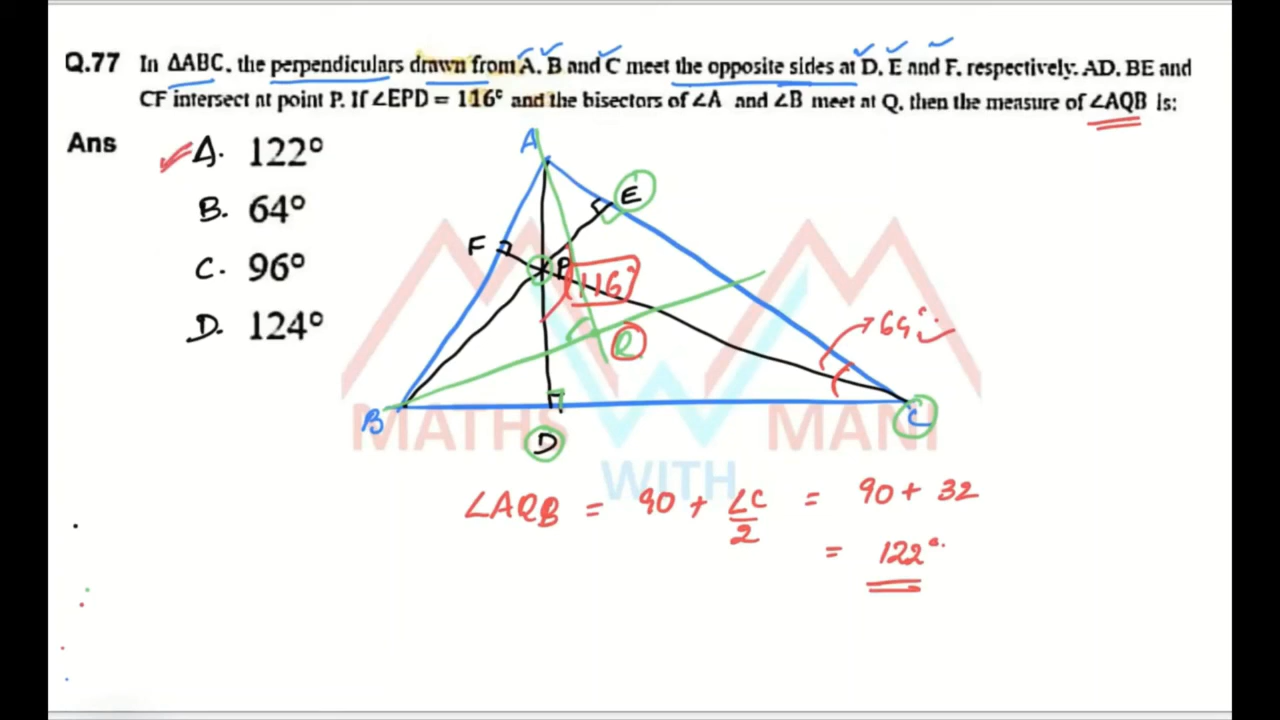 Q.77 In ΔABC, the perpendiculars drawn from A, B and C meet the opposite sides at D, E and F, respectively. AD, BE and
CF intersect at point P. If ∠EPD = 116° and the bisectors of ∠A and ∠B meet at Q, then the measure of ∠AQB is:
Ans
A. 122°
B. 64°
C. 96°
D. 124°
A
E
F
P
116°
Q
64°
B
D
C
MATHS WITH MANI
∠AQB = 90 + ∠C/2 = 90 + 32
= 122°